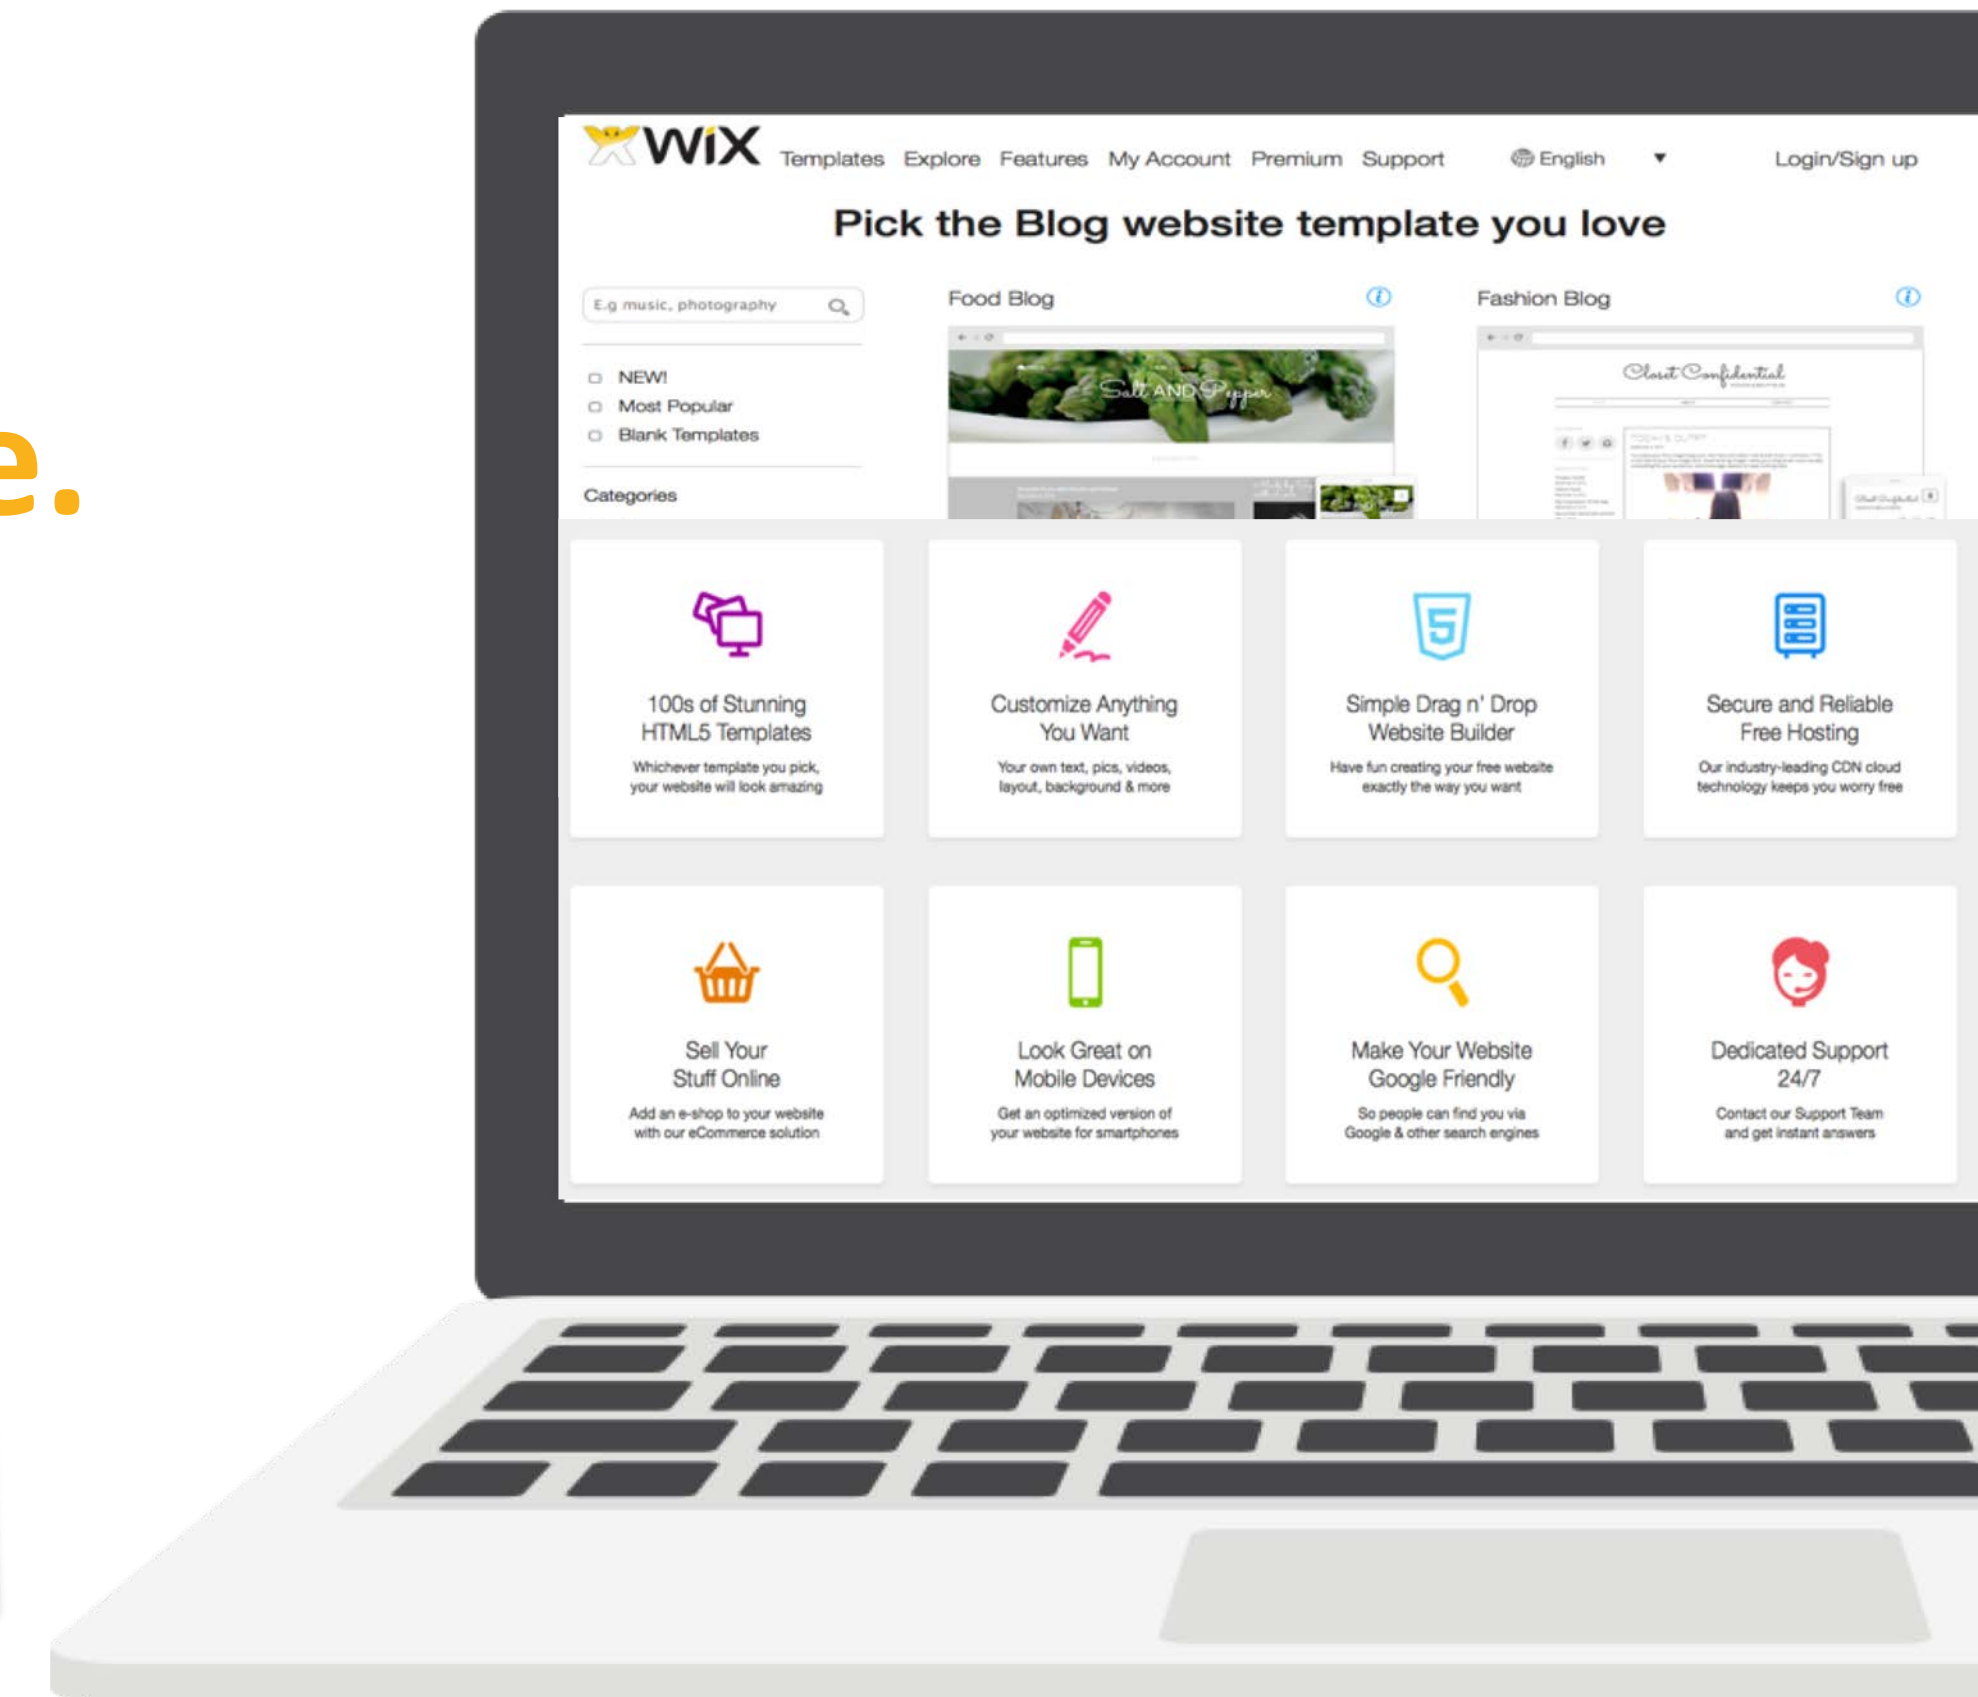 e.
WiX
Templates Explore Features My Account Premium Support English Login/Sign up
Pick the Blog website template you love
E.g music, photography
NEW!
Most Popular
Blank Templates
Categories
Food Blog
Salt AND Pepper
Fashion Blog
Closet Confidential
100s of Stunning
HTML5 Templates
Whichever template you pick,
your website will look amazing
Customize Anything
You Want
Your own text, pics, videos,
layout, background & more
5
Simple Drag n' Drop
Website Builder
Have fun creating your free website
exactly the way you want
Secure and Reliable
Free Hosting
Our industry-leading CDN cloud
technology keeps you worry free
Sell Your
Stuff Online
Add an e-shop to your website
with our eCommerce solution
Look Great on
Mobile Devices
Get an optimized version of
your website for smartphones
Make Your Website
Google Friendly
So people can find you via
Google & other search engines
Dedicated Support
24/7
Contact our Support Team
and get instant answers